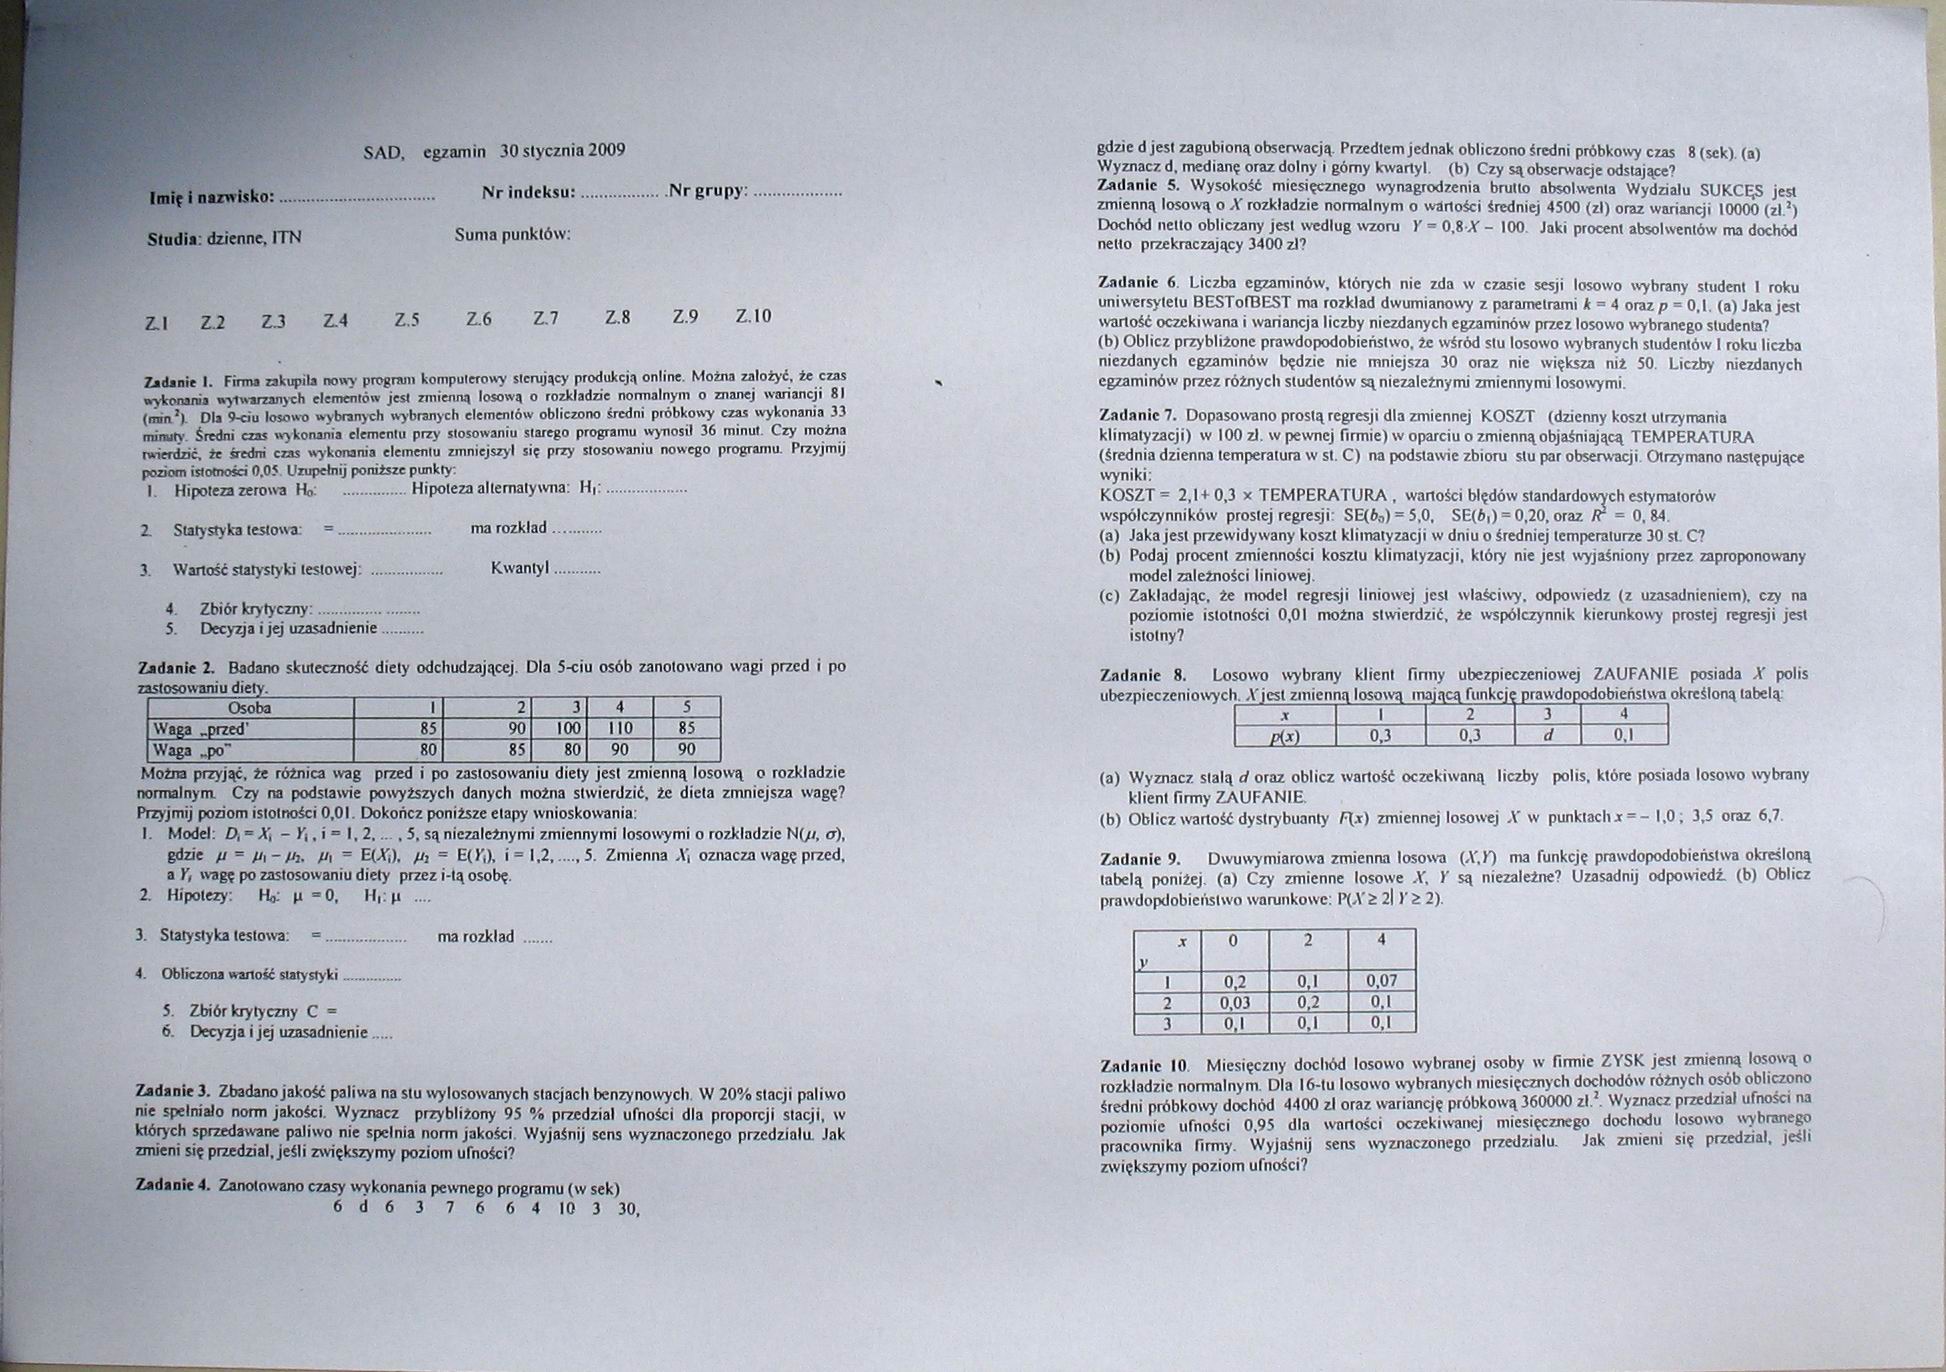 SAD, egzamin 30 stycznia 2009
Imię i nazwisko: .................................... Nr indeksu: .................. .Nr grupy: ....................
Studia: dzienne, ITN Suma punktów:
Z.1 Z.2 Z.3 Z.4 Z.5 Z.6 Z.7 Z.8 Z.9 Z.10
Zadanie 1. Firma zakupiła nowy program komputerowy sterujący produkcją online. Można założyć, że czas
wykonania wytwarzanych elementów jest zmienną losową o rozkładzie normalnym o znanej wariancji 81
(min.²). Dla 9-ciu losowo wybranych wybranych elementów obliczono średni próbkowy czas wykonania 33
minuty. Średni czas wykonania elementu przy stosowaniu starego programu wynosił 36 minut. Czy można
twierdzić, że średni czas wykonania elementu zmniejszył się przy stosowaniu nowego programu. Przyjmij
poziom istotności 0,05. Uzupełnij poniższe punkty:
1. Hipoteza zerowa H₀: ............... Hipoteza alternatywna: H₁: ...................
2. Statystyka testowa: = ...................... ma rozkład ............
3. Wartość statystyki testowej: ................. Kwantyl ...........
4. Zbiór krytyczny: ............... ........
5. Decyzja i jej uzasadnienie ..........
Zadanie 2. Badano skuteczność diety odchudzającej. Dla 5-ciu osób zanotowano wagi przed i po
zastosowaniu diety.
Osoba 1 2 3 4 5
Waga „przed' 85 90 100 110 85
Waga „po” 80 85 80 90 90
Można przyjąć, że różnica wag przed i po zastosowaniu diety jest zmienną losową o rozkładzie
normalnym. Czy na podstawie powyższych danych można stwierdzić, że dieta zmniejsza wagę?
Przyjmij poziom istotności 0,01. Dokończ poniższe etapy wnioskowania:
1. Model: Dᵢ = Xᵢ − Yᵢ , i = 1, 2, ... , 5, są niezależnymi zmiennymi losowymi o rozkładzie N(μ, σ),
gdzie μ = μ₁ − μ₂, μ₁ = E(Xᵢ), μ₂ = E(Yᵢ), i = 1,2, ...., 5. Zmienna Xᵢ oznacza wagę przed,
a Yᵢ wagę po zastosowaniu diety przez i-tą osobę.
2. Hipotezy: H₀: μ = 0, H₁: μ ....
3. Statystyka testowa: = ................... ma rozkład .......
4. Obliczona wartość statystyki ..............
5. Zbiór krytyczny C =
6. Decyzja i jej uzasadnienie .....
Zadanie 3. Zbadano jakość paliwa na stu wylosowanych stacjach benzynowych. W 20% stacji paliwo
nie spełniało norm jakości. Wyznacz przybliżony 95 % przedział ufności dla proporcji stacji, w
których sprzedawane paliwo nie spełnia norm jakości. Wyjaśnij sens wyznaczonego przedziału. Jak
zmieni się przedział, jeśli zwiększymy poziom ufności?
Zadanie 4. Zanotowano czasy wykonania pewnego programu (w sek)
6 d 6 3 7 6 6 4 10 3 30,
gdzie d jest zagubioną obserwacją. Przedtem jednak obliczono średni próbkowy czas 8 (sek). (a)
Wyznacz d, medianę oraz dolny i górny kwartyl. (b) Czy są obserwacje odstające?
Zadanie 5. Wysokość miesięcznego wynagrodzenia brutto absolwenta Wydziału SUKCES jest
zmienną losową o X rozkładzie normalnym o wartości średniej 4500 (zł) oraz wariancji 10000 (zł.²)
Dochód netto obliczany jest według wzoru Y = 0,8·X − 100. Jaki procent absolwentów ma dochód
netto przekraczający 3400 zł?
Zadanie 6. Liczba egzaminów, których nie zda w czasie sesji losowo wybrany student I roku
uniwersytetu BESTofBEST ma rozkład dwumianowy z parametrami k = 4 oraz p = 0,1. (a) Jaka jest
wartość oczekiwana i wariancja liczby niezdanych egzaminów przez losowo wybranego studenta?
(b) Oblicz przybliżone prawdopodobieństwo, że wśród stu losowo wybranych studentów I roku liczba
niezdanych egzaminów będzie nie mniejsza 30 oraz nie większa niż 50. Liczby niezdanych
egzaminów przez różnych studentów są niezależnymi zmiennymi losowymi.
Zadanie 7. Dopasowano prostą regresji dla zmiennej KOSZT (dzienny koszt utrzymania
klimatyzacji) w 100 zł. w pewnej firmie) w oparciu o zmienną objaśniającą TEMPERATURA
(średnia dzienna temperatura w st. C) na podstawie zbioru stu par obserwacji. Otrzymano następujące
wyniki:
KOSZT = 2,1+ 0,3 × TEMPERATURA , wartości błędów standardowych estymatorów
współczynników prostej regresji: SE(b₀) = 5,0, SE(b₁) = 0,20, oraz R² = 0, 84.
(a) Jaka jest przewidywany koszt klimatyzacji w dniu o średniej temperaturze 30 st. C?
(b) Podaj procent zmienności kosztu klimatyzacji, który nie jest wyjaśniony przez zaproponowany
model zależności liniowej.
(c) Zakładając, że model regresji liniowej jest właściwy, odpowiedz (z uzasadnieniem), czy na
poziomie istotności 0,01 można stwierdzić, że współczynnik kierunkowy prostej regresji jest
istotny?
Zadanie 8. Losowo wybrany klient firmy ubezpieczeniowej ZAUFANIE posiada X polis
ubezpieczeniowych. X jest zmienną losową mającą funkcję prawdopodobieństwa określoną tabelą:
x 1 2 3 4
p(x) 0,3 0,3 d 0,1
(a) Wyznacz stałą d oraz oblicz wartość oczekiwaną liczby polis, które posiada losowo wybrany
klient firmy ZAUFANIE.
(b) Oblicz wartość dystrybuanty F(x) zmiennej losowej X w punktach x = − 1,0 ; 3,5 oraz 6,7.
Zadanie 9. Dwuwymiarowa zmienna losowa (X,Y) ma funkcję prawdopodobieństwa określoną
tabelą poniżej. (a) Czy zmienne losowe X, Y są niezależne? Uzasadnij odpowiedź. (b) Oblicz
prawdopdobieństwo warunkowe: P(X ≥ 2| Y ≥ 2).
x 0 2 4
y
1 0,2 0,1 0,07
2 0,03 0,2 0,1
3 0,1 0,1 0,1
Zadanie 10. Miesięczny dochód losowo wybranej osoby w firmie ZYSK jest zmienną losową o
rozkładzie normalnym. Dla 16-tu losowo wybranych miesięcznych dochodów różnych osób obliczono
średni próbkowy dochód 4400 zł oraz wariancję próbkową 360000 zł.². Wyznacz przedział ufności na
poziomie ufności 0,95 dla wartości oczekiwanej miesięcznego dochodu losowo wybranego
pracownika firmy. Wyjaśnij sens wyznaczonego przedziału. Jak zmieni się przedział, jeśli
zwiększymy poziom ufności?